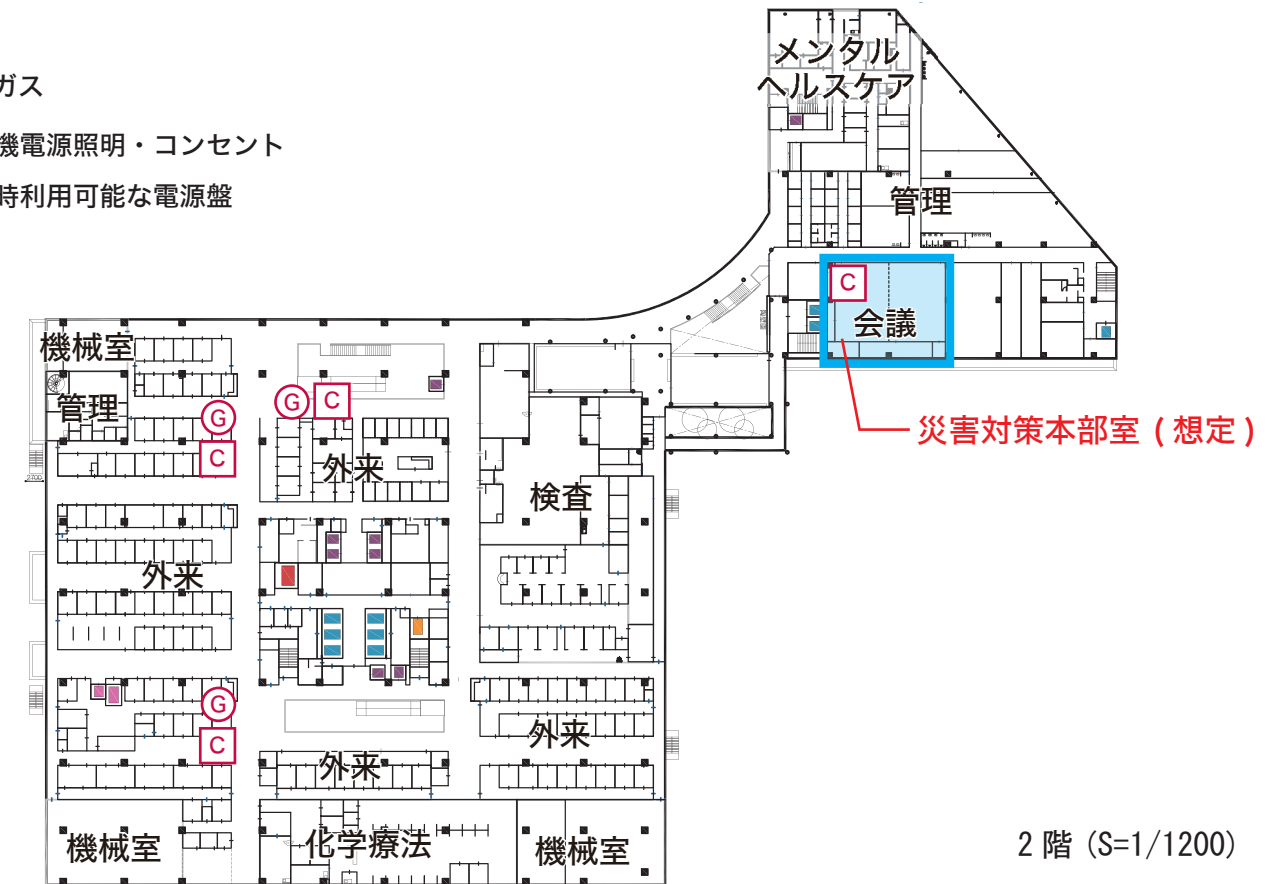 ガス
機電源照明・コンセント
時利用可能な電源盤
メンタル
ヘルスケア
管理
C
会議
災害対策本部室 ( 想定 )
機械室
管理
G
C
G
C
外来
検査
外来
G
C
外来
外来
機械室
化学療法
機械室
2 階 (S=1/1200)